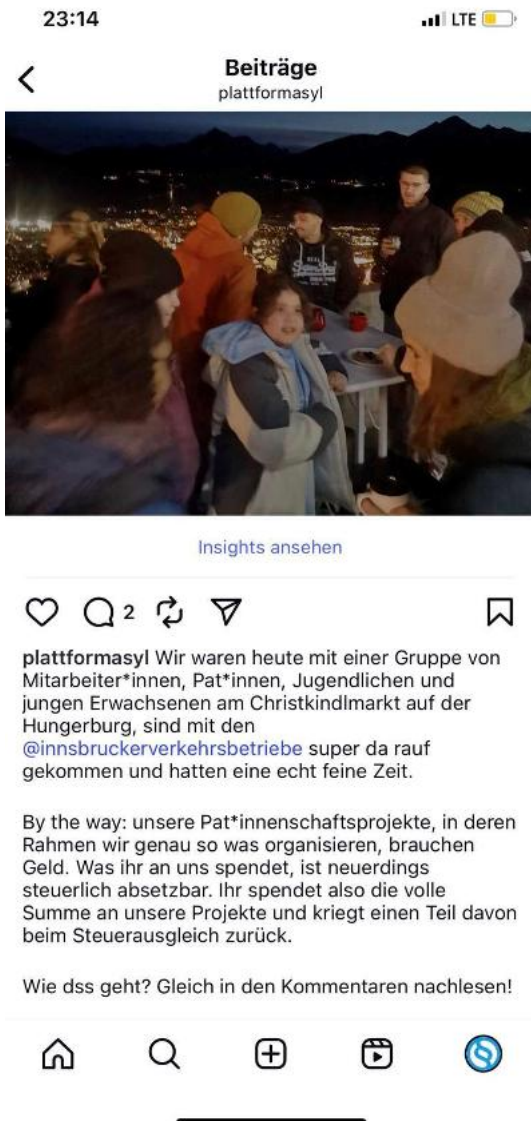 23:14
LTE
Beiträge
plattformasyl
Insights ansehen
2
plattformasyl Wir waren heute mit einer Gruppe von
Mitarbeiter*innen, Pat*innen, Jugendlichen und
jungen Erwachsenen am Christkindlmarkt auf der
Hungerburg, sind mit den
@innsbruckerverkehrsbetriebe super da rauf
gekommen und hatten eine echt feine Zeit.
By the way: unsere Pat*innenschaftsprojekte, in deren
Rahmen wir genau so was organisieren, brauchen
Geld. Was ihr an uns spendet, ist neuerdings
steuerlich absetzbar. Ihr spendet also die volle
Summe an unsere Projekte und kriegt einen Teil davon
beim Steuerausgleich zurück.
Wie dss geht? Gleich in den Kommentaren nachlesen!